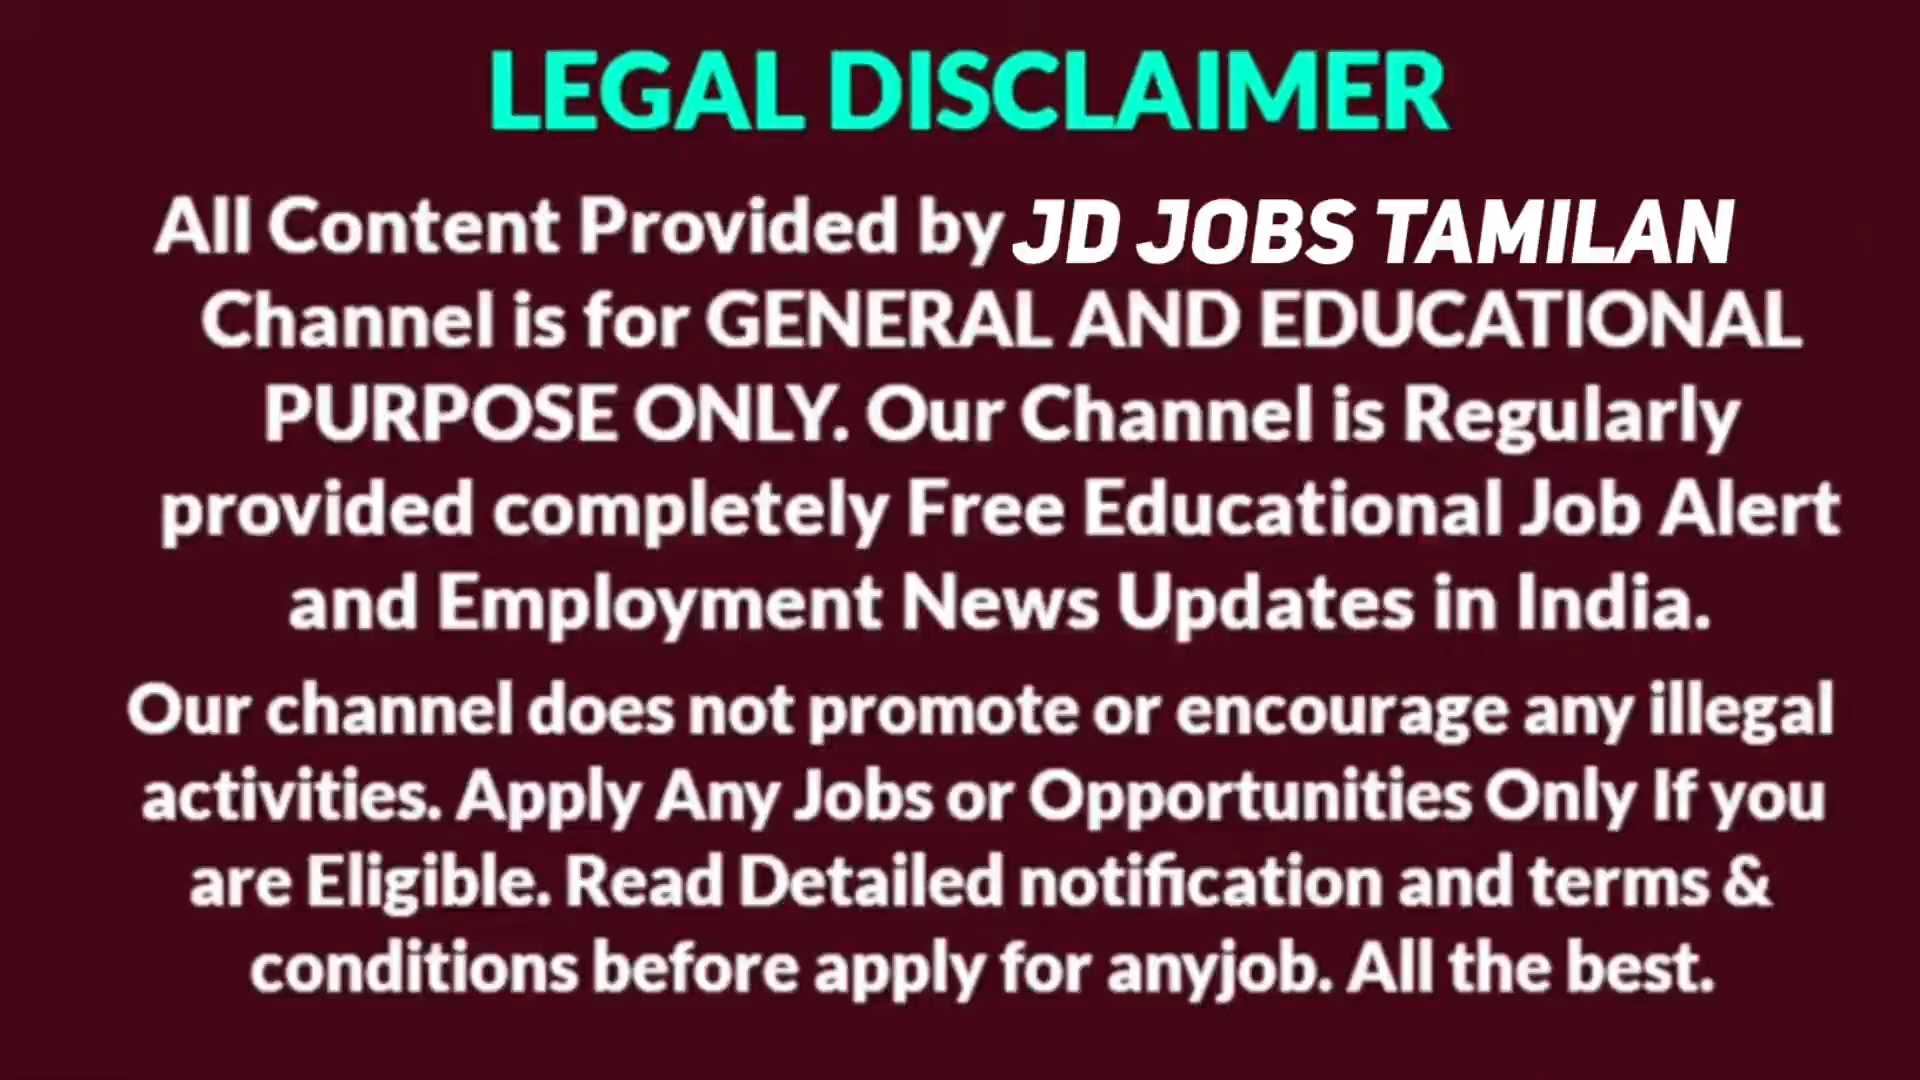 LEGAL DISCLAIMER
All Content Provided by JD JOBS TAMILAN
Channel is for GENERAL AND EDUCATIONAL
PURPOSE ONLY. Our Channel is Regularly
provided completely Free Educational Job Alert
and Employment News Updates in India.
Our channel does not promote or encourage any illegal
activities. Apply Any Jobs or Opportunities Only If you
are Eligible. Read Detailed notification and terms &
conditions before apply for anyjob. All the best.